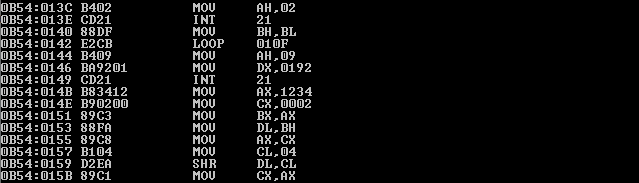 0B54:013C B402 MOV AH,02
0B54:013E CD21 INT 21
0B54:0140 88DF MOV BH,BL
0B54:0142 E2CB LOOP 010F
0B54:0144 B409 MOV AH,09
0B54:0146 BA9201 MOV DX,0192
0B54:0149 CD21 INT 21
0B54:014B B83412 MOV AX,1234
0B54:014E B90200 MOV CX,0002
0B54:0151 89C3 MOV BX,AX
0B54:0153 88FA MOV DL,BH
0B54:0155 89C8 MOV AX,CX
0B54:0157 B104 MOV CL,04
0B54:0159 D2EA SHR DL,CL
0B54:015B 89C1 MOV CX,AX